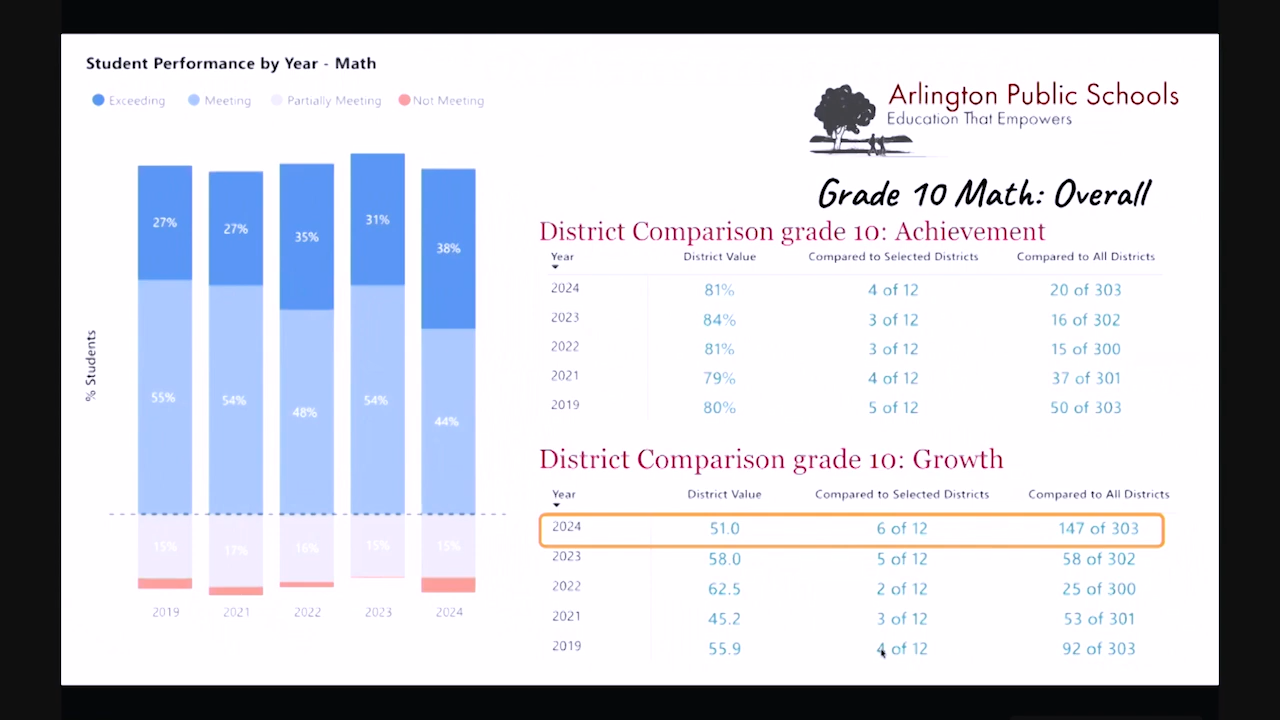 Student Performance by Year - Math
Exceeding Meeting Partially Meeting Not Meeting
Arlington Public Schools
Education That Empowers
Grade 10 Math: Overall
% Students
27% 27% 35% 31% 38%
55% 54% 48% 54% 44%
15% 17% 16% 15% 15%
2019 2021 2022 2023 2024
District Comparison grade 10: Achievement
Year District Value Compared to Selected Districts Compared to All Districts
2024 81% 4 of 12 20 of 303
2023 84% 3 of 12 16 of 302
2022 81% 3 of 12 15 of 300
2021 79% 4 of 12 37 of 301
2019 80% 5 of 12 50 of 303
District Comparison grade 10: Growth
Year District Value Compared to Selected Districts Compared to All Districts
2024 51.0 6 of 12 147 of 303
2023 58.0 5 of 12 58 of 302
2022 62.5 2 of 12 25 of 300
2021 45.2 3 of 12 53 of 301
2019 55.9 4 of 12 92 of 303